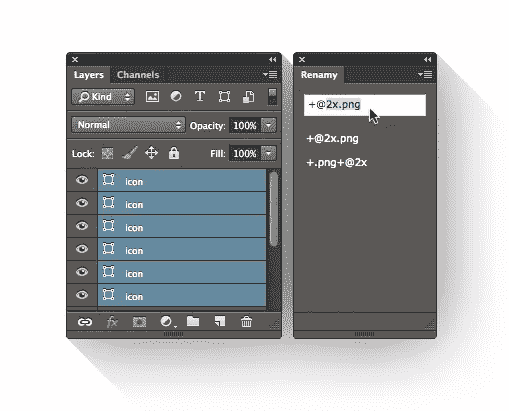 Layers Channels
Kind
Normal Opacity: 100%
Lock: Fill: 100%
icon
icon
icon
icon
icon
icon
fx
Renamy
+@2x.png
+@2x.png
+.png+@2x